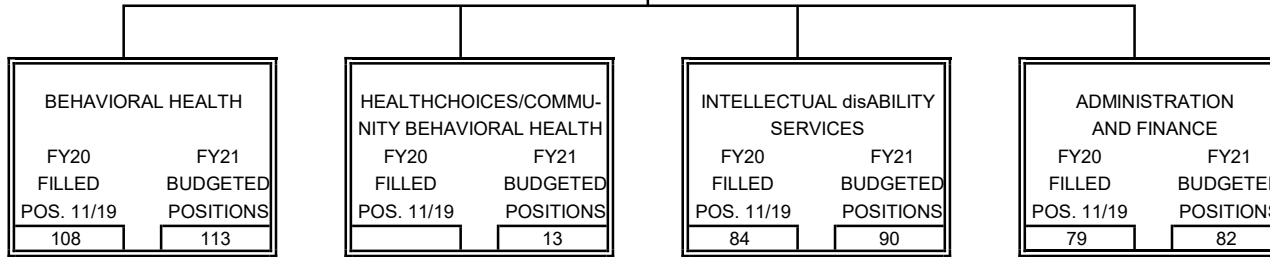 BEHAVIORAL HEALTH
FY20 FY21
FILLED BUDGETED
POS. 11/19 POSITIONS
108 113
HEALTHCHOICES/COMMU-
NITY BEHAVIORAL HEALTH
FY20 FY21
FILLED BUDGETED
POS. 11/19 POSITIONS
13
INTELLECTUAL disABILITY
SERVICES
FY20 FY21
FILLED BUDGETED
POS. 11/19 POSITIONS
84 90
ADMINISTRATION
AND FINANCE
FY20 FY21
FILLED BUDGETED
POS. 11/19 POSITIONS
79 82